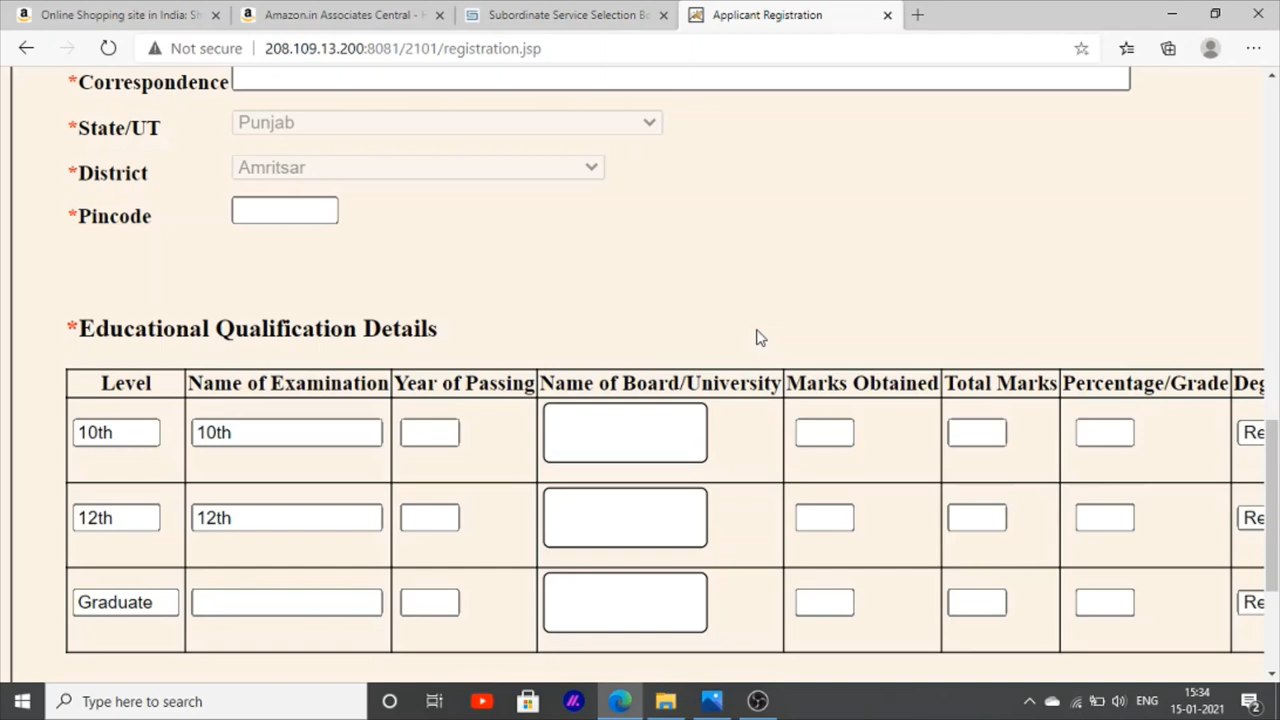 Online Shopping site in India: Sh
Amazon.in Associates Central - H
Subordinate Service Selection Bo
Applicant Registration
Not secure
208.109.13.200:8081/2101/registration.jsp
*Correspondence
*State/UT
Punjab
*District
Amritsar
*Pincode
*Educational Qualification Details
Level Name of Examination Year of Passing Name of Board/University Marks Obtained Total Marks Percentage/Grade Deg
10th 10th Re
12th 12th Re
Graduate Re
Type here to search
ENG
15:34
15-01-2021
2